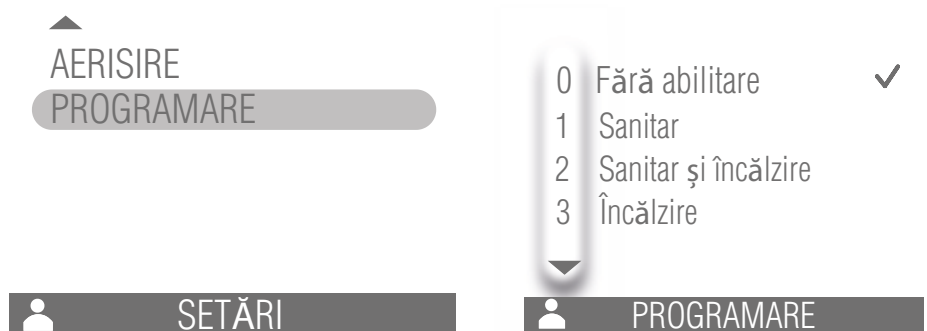 AERISIRE
PROGRAMARE
SETĂRI
0 Fără abilitare
1 Sanitar
2 Sanitar și încălzire
3 Încălzire
PROGRAMARE